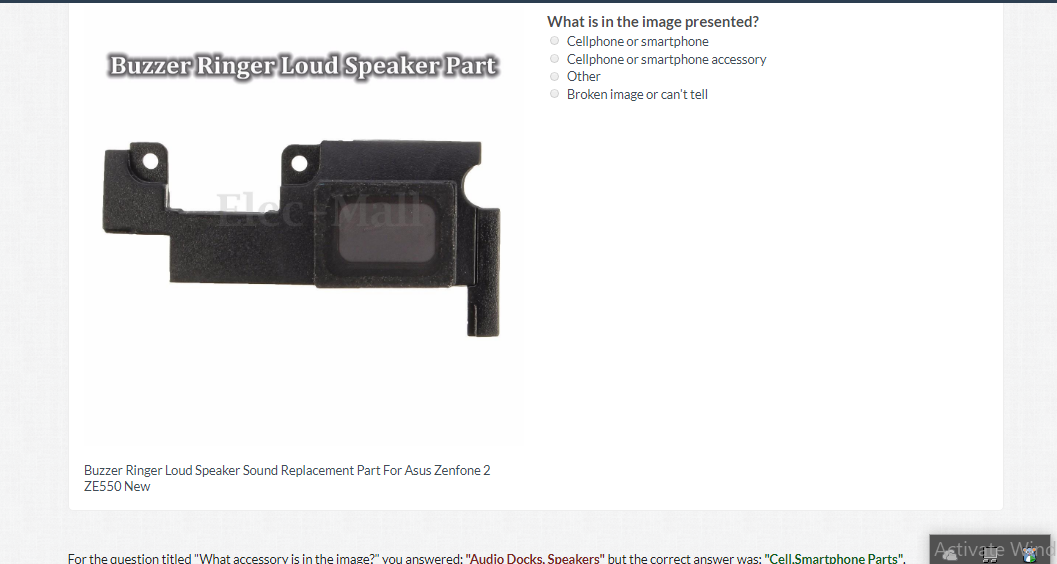 What is in the image presented?
Cellphone or smartphone
Cellphone or smartphone accessory
Other
Broken image or can't tell
Buzzer Ringer Loud Speaker Part
Elec-Mall
Buzzer Ringer Loud Speaker Sound Replacement Part For Asus Zenfone 2
ZE550 New
For the question titled "What accessory is in the image?" you answered: "Audio Docks, Speakers" but the correct answer was: "Cell,Smartphone Parts".
Activate Wind